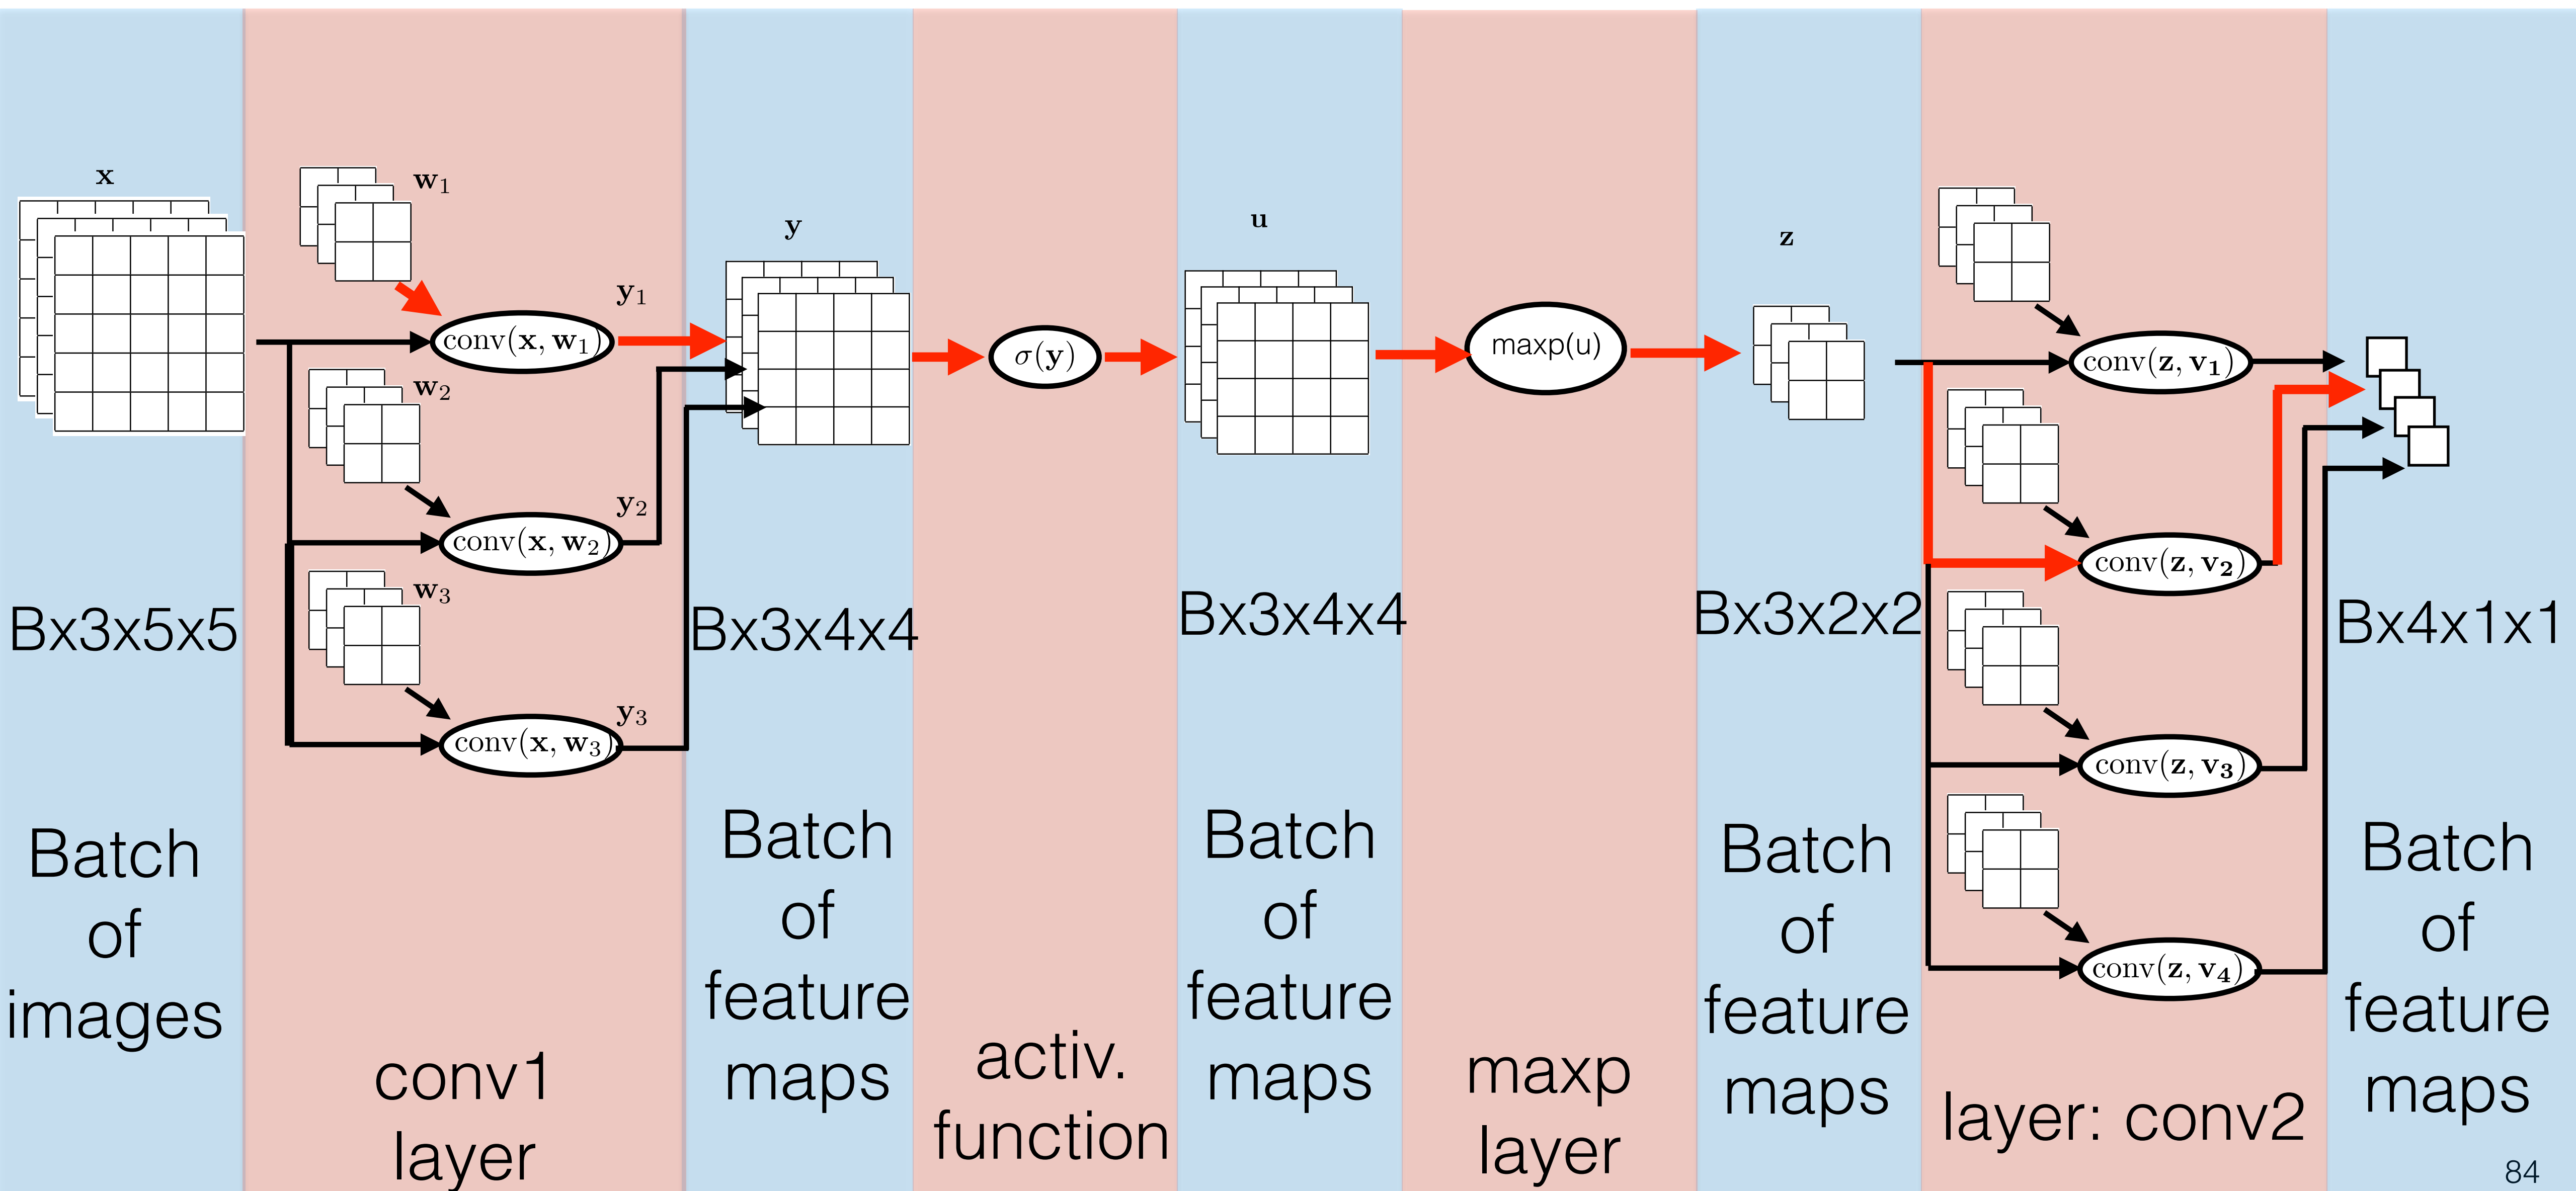 x
w₁
conv(x, w₁)
y₁
w₂
conv(x, w₂)
y₂
w₃
conv(x, w₃)
y₃
y
σ(y)
u
maxp(u)
z
conv(z, v₁)
conv(z, v₂)
conv(z, v₃)
conv(z, v₄)
Bx3x5x5
Bx3x4x4
Bx3x4x4
Bx3x2x2
Bx4x1x1
Batch
of
images
conv1
layer
Batch
of
feature
maps
activ.
function
Batch
of
feature
maps
maxp
layer
Batch
of
feature
maps
layer: conv2
Batch
of
feature
maps
84